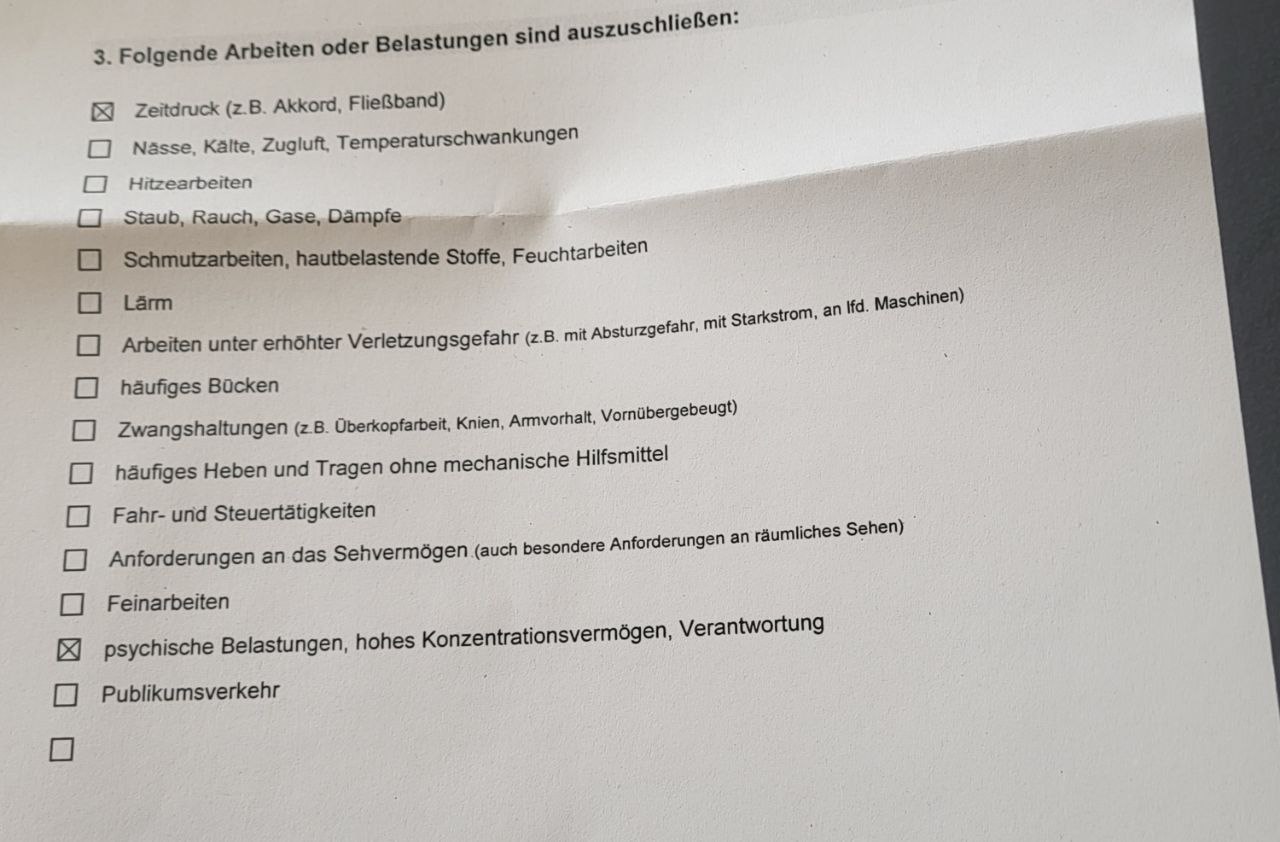 3. Folgende Arbeiten oder Belastungen sind auszuschließen:
☒ Zeitdruck (z.B. Akkord, Fließband)
☐ Nässe, Kälte, Zugluft, Temperaturschwankungen
☐ Hitzearbeiten
☐ Staub, Rauch, Gase, Dämpfe
☐ Schmutzarbeiten, hautbelastende Stoffe, Feuchtarbeiten
☐ Lärm
☐ Arbeiten unter erhöhter Verletzungsgefahr (z.B. mit Absturzgefahr, mit Starkstrom, an lfd. Maschinen)
☐ häufiges Bücken
☐ Zwangshaltungen (z.B. Überkopfarbeit, Knien, Armvorhalt, Vornübergebeugt)
☐ häufiges Heben und Tragen ohne mechanische Hilfsmittel
☐ Fahr- und Steuertätigkeiten
☐ Anforderungen an das Sehvermögen (auch besondere Anforderungen an räumliches Sehen)
☐ Feinarbeiten
☒ psychische Belastungen, hohes Konzentrationsvermögen, Verantwortung
☐ Publikumsverkehr
☐